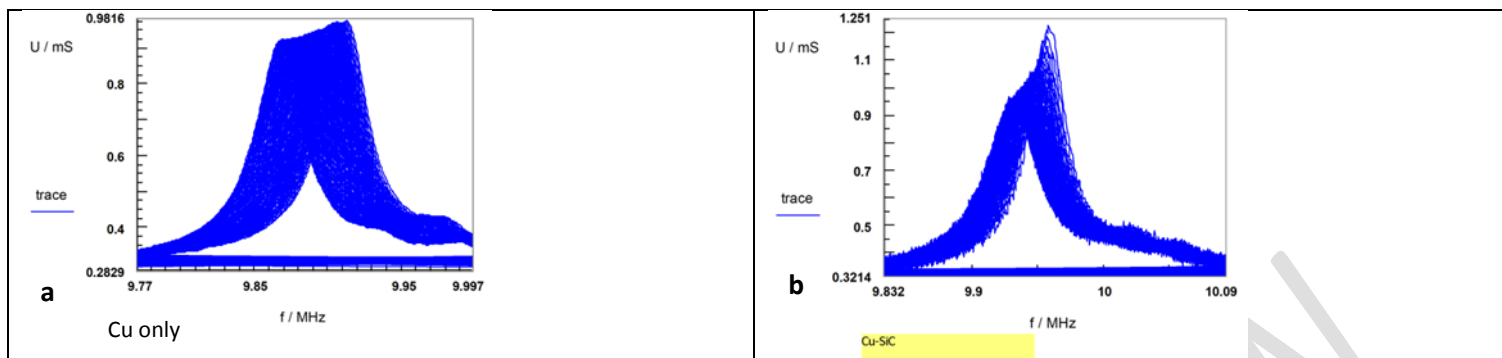 0.9816
U / mS
0.8
0.6
trace
0.4
0.2829
9.77
9.85
9.95
9.997
a
f / MHz
Cu only
1.251
U / mS
1.1
0.9
0.7
trace
0.5
0.3214
9.832
9.9
10
10.09
b
f / MHz
Cu-SiC